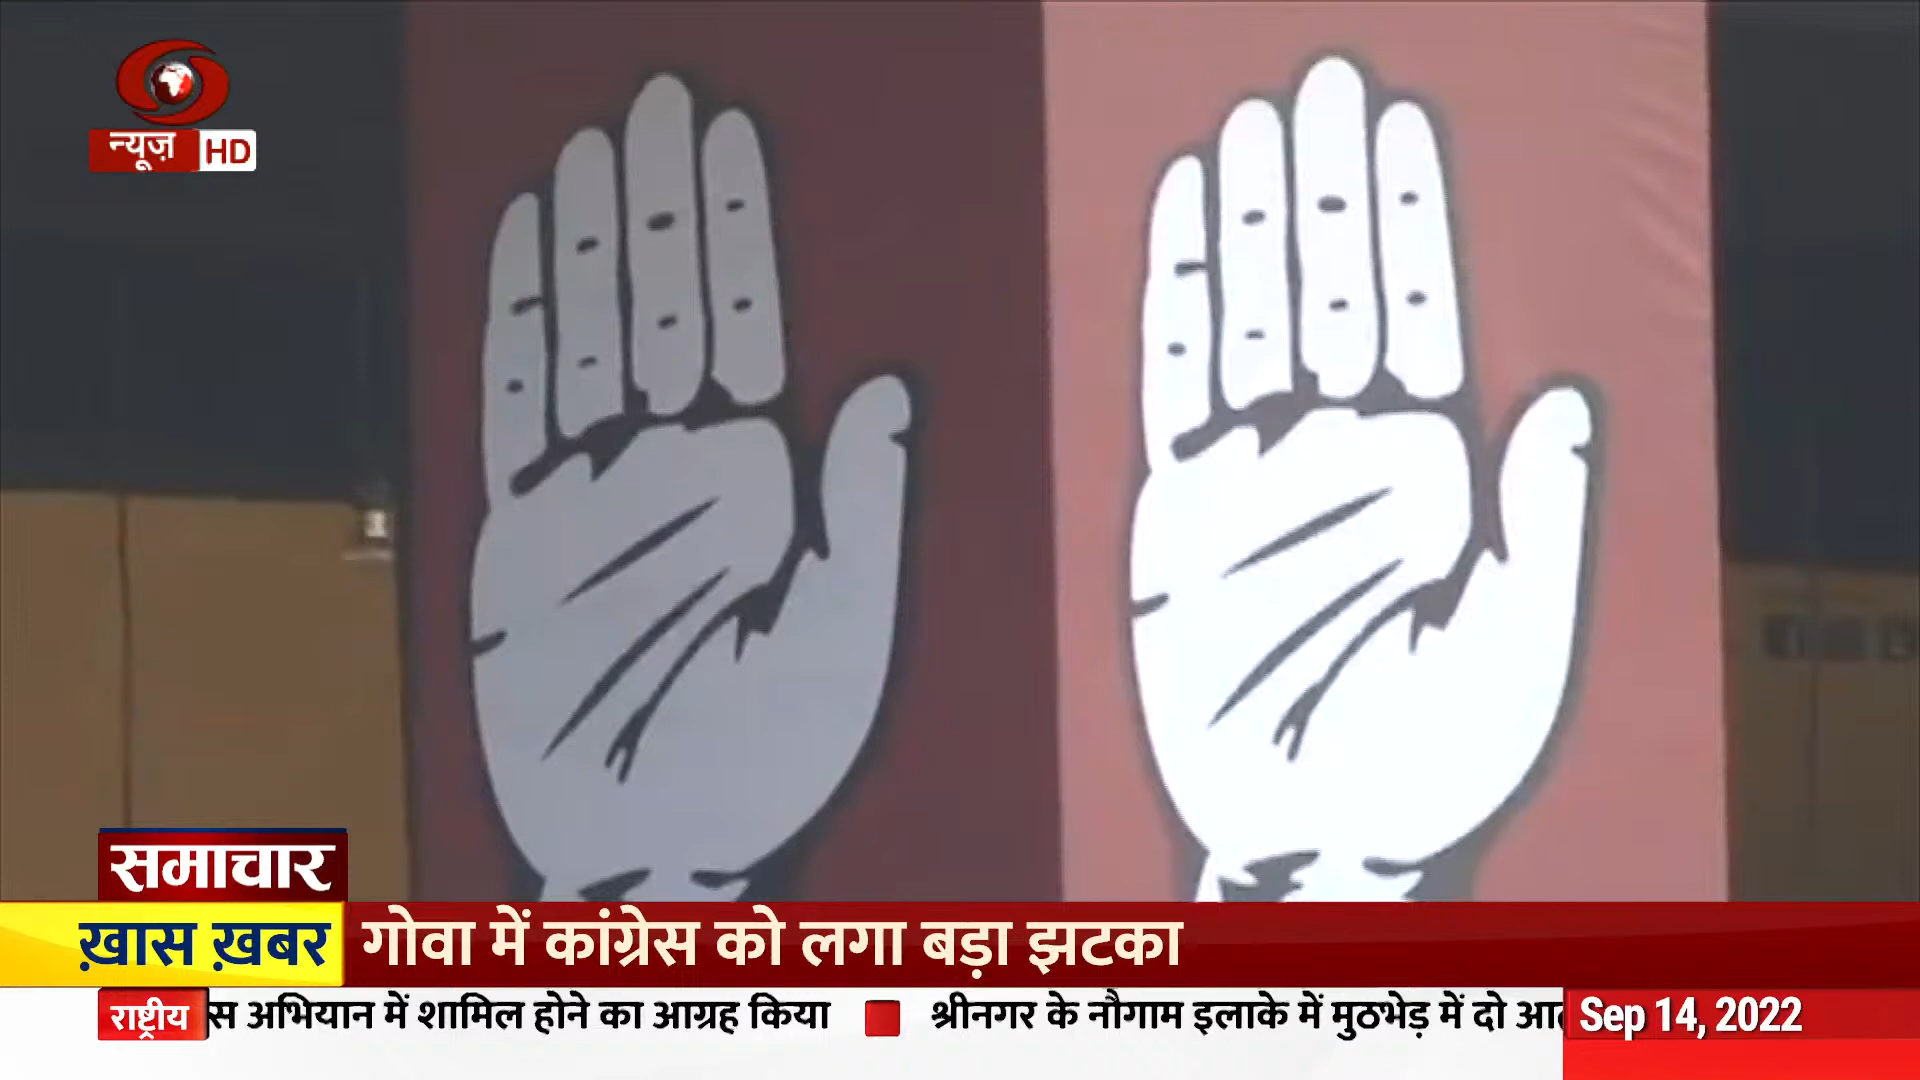 न्यूज़ HD
समाचार
ख़ास ख़बर
गोवा में कांग्रेस को लगा बड़ा झटका
राष्ट्रीय
स अभियान में शामिल होने का आग्रह किया
श्रीनगर के नौगाम इलाके में मुठभेड़ में दो
Sep 14, 2022